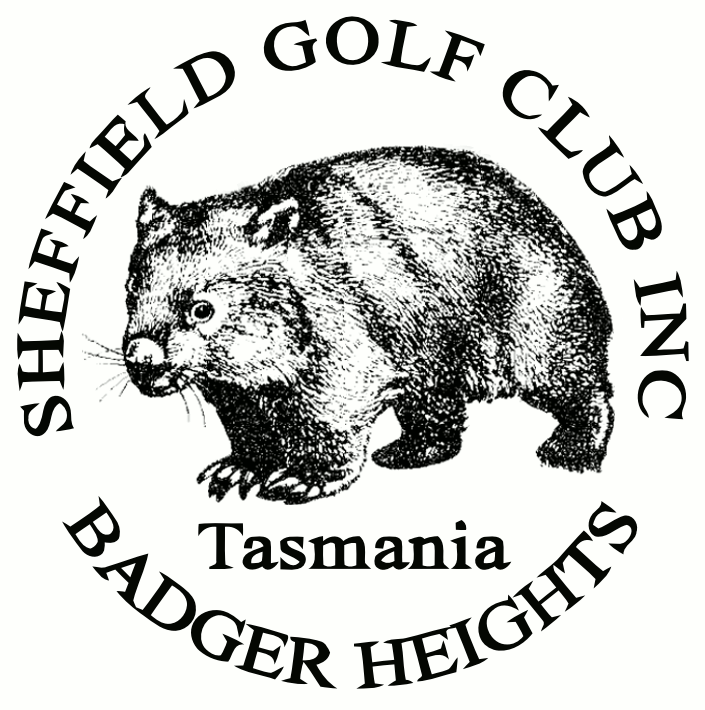 SHEFFIELD GOLF CLUB INC
Tasmania
BADGER HEIGHTS